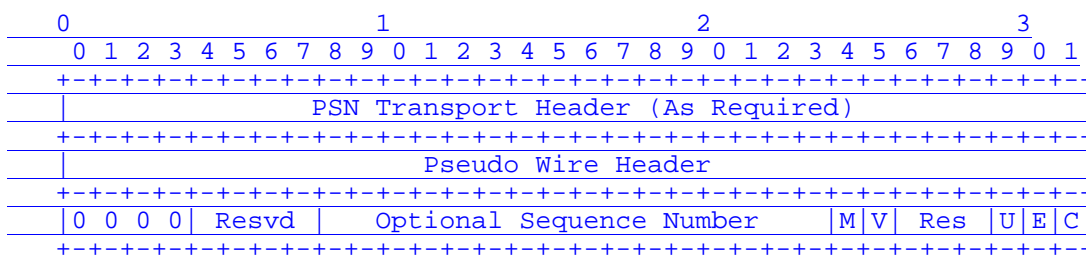 0                   1                   2                   3
 0 1 2 3 4 5 6 7 8 9 0 1 2 3 4 5 6 7 8 9 0 1 2 3 4 5 6 7 8 9 0 1
+-+-+-+-+-+-+-+-+-+-+-+-+-+-+-+-+-+-+-+-+-+-+-+-+-+-+-+-+-+-+--
|               PSN Transport Header (As Required)
+-+-+-+-+-+-+-+-+-+-+-+-+-+-+-+-+-+-+-+-+-+-+-+-+-+-+-+-+-+-+--
|                      Pseudo Wire Header
+-+-+-+-+-+-+-+-+-+-+-+-+-+-+-+-+-+-+-+-+-+-+-+-+-+-+-+-+-+-+--
|0 0 0 0| Resvd |   Optional Sequence Number    |M|V| Res |U|E|C
+-+-+-+-+-+-+-+-+-+-+-+-+-+-+-+-+-+-+-+-+-+-+-+-+-+-+-+-+-+-+--